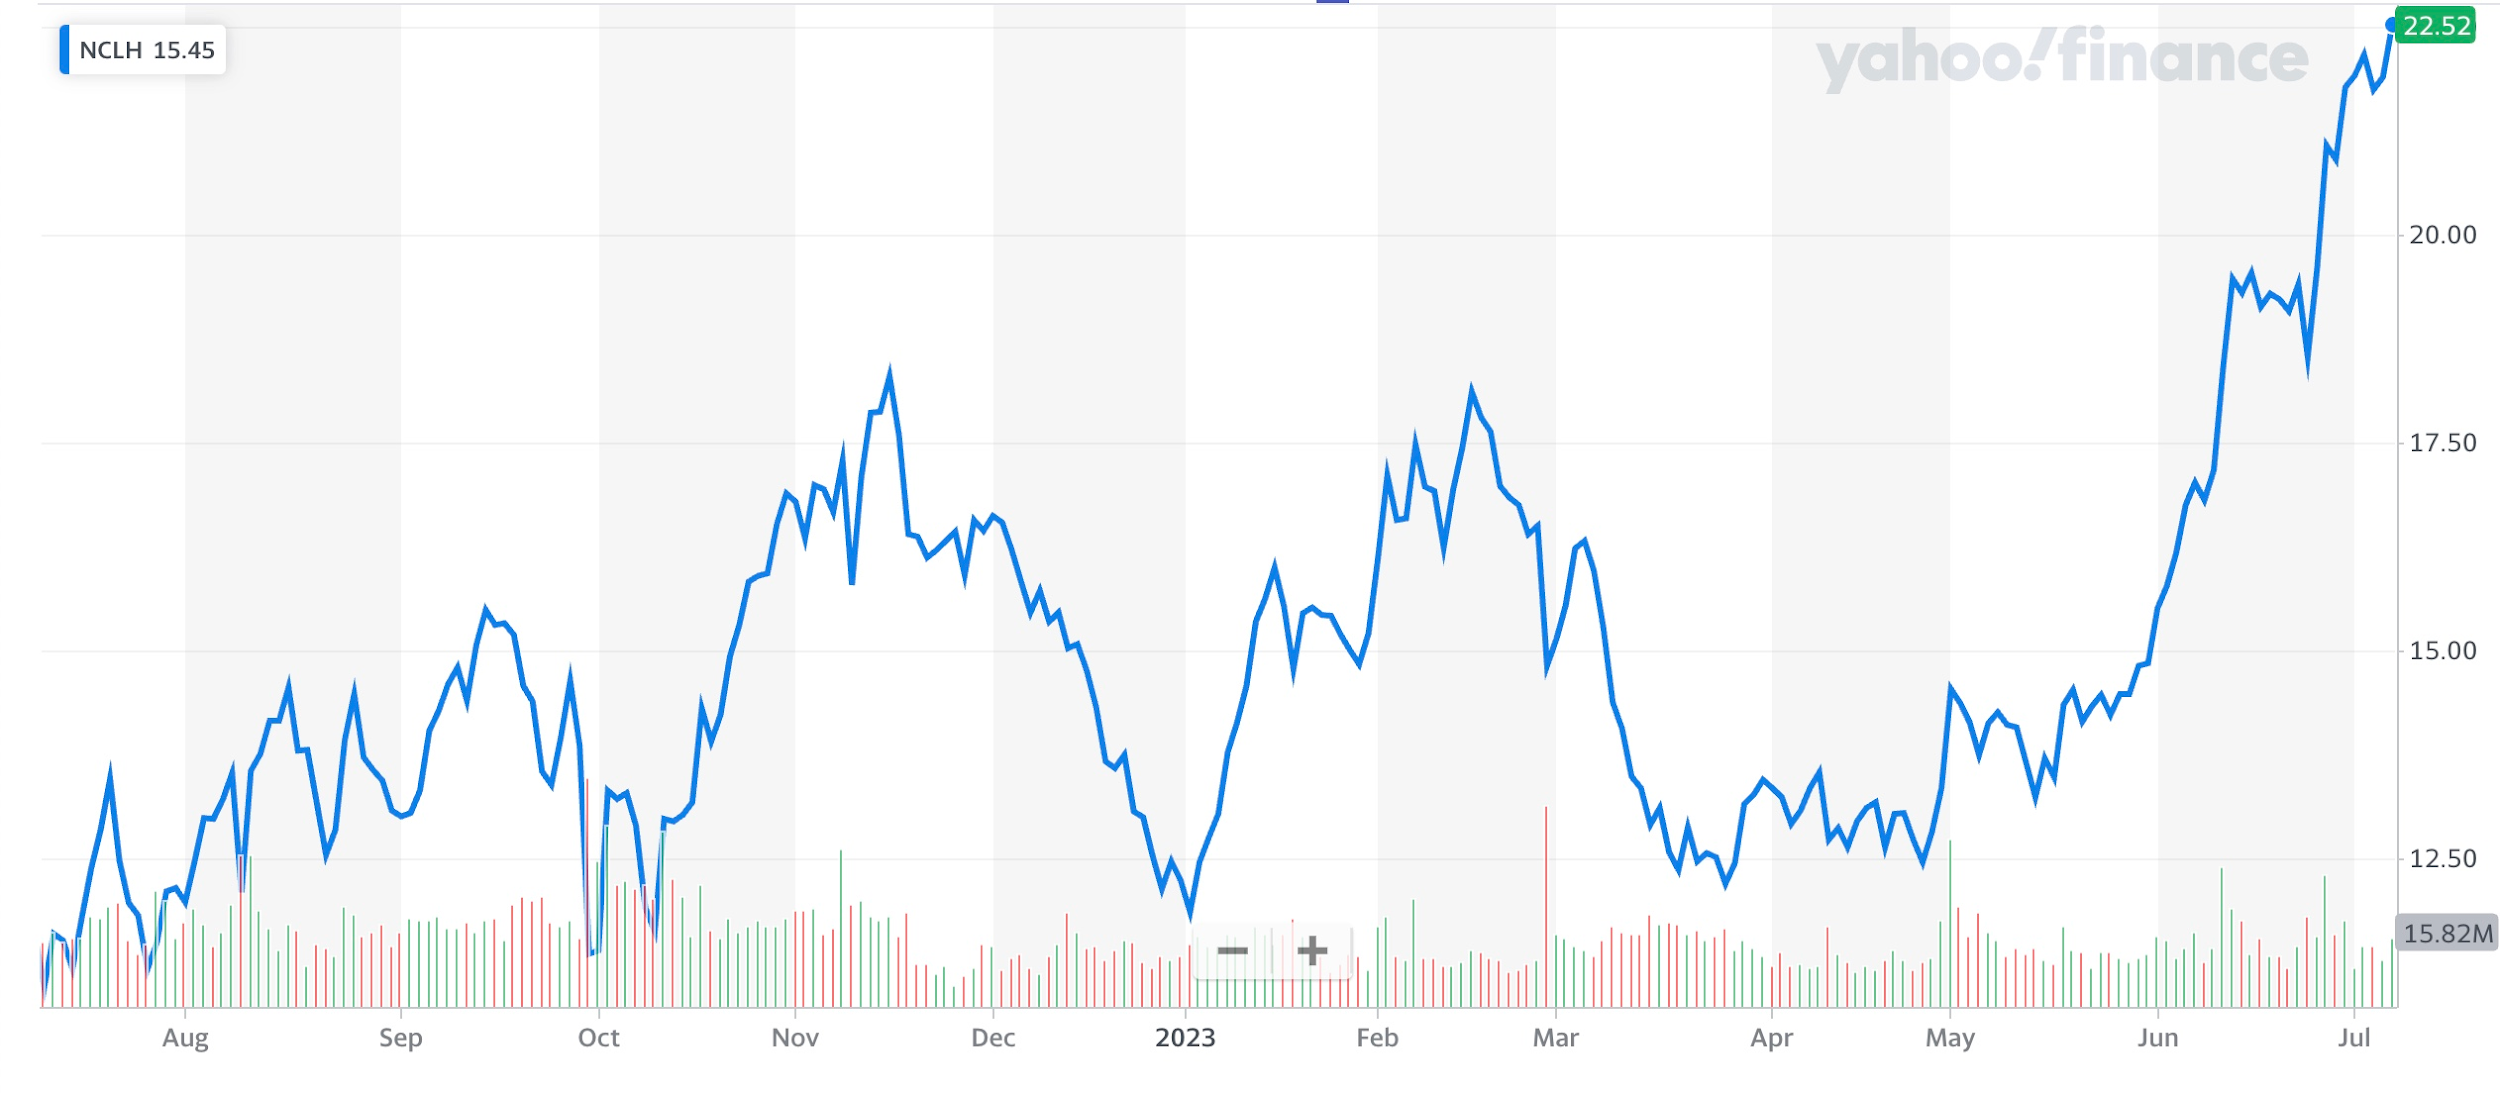 NCLH 15.45
yahoo!finance
22.52
20.00
17.50
15.00
12.50
15.82M
− +
Aug Sep Oct Nov Dec 2023 Feb Mar Apr May Jun Jul